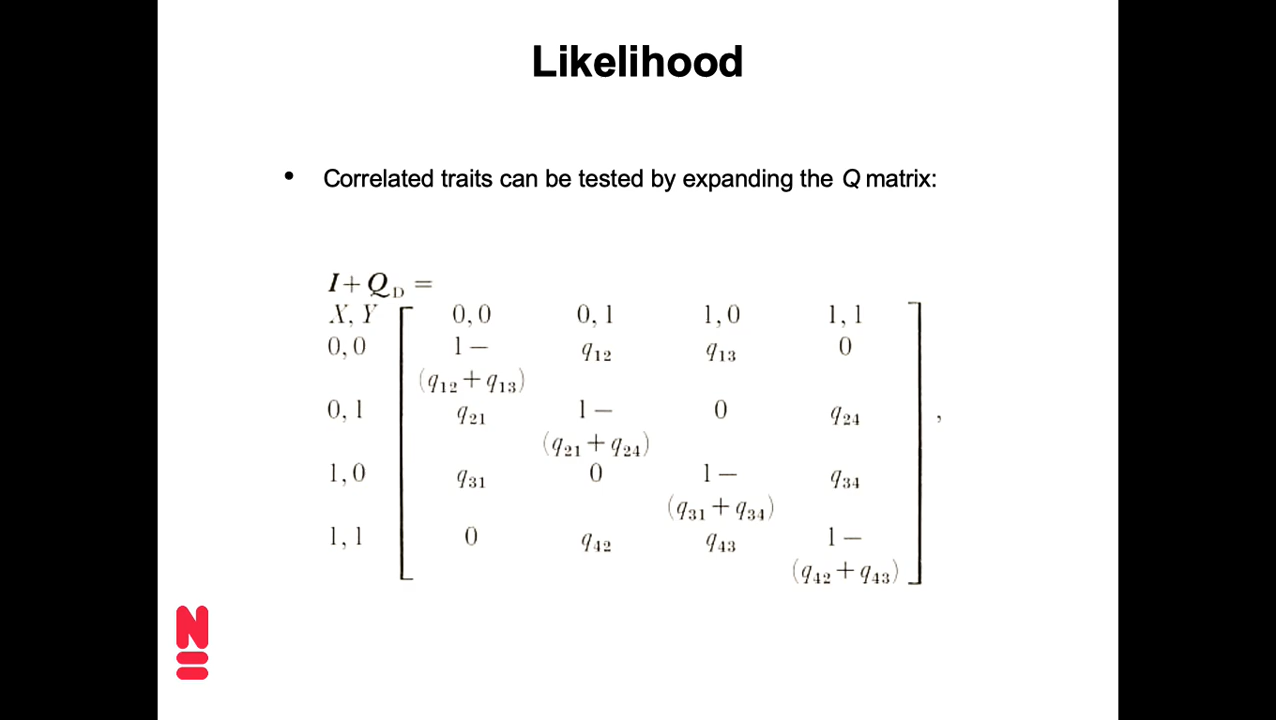 Likelihood
• Correlated traits can be tested by expanding the Q matrix:
I+Q_D =
X, Y 0,0 0,1 1,0 1,1
0,0 1− q₁₂ q₁₃ 0
(q₁₂+q₁₃)
0,1 q₂₁ 1− 0 q₂₄
(q₂₁+q₂₄)
1,0 q₃₁ 0 1− q₃₄
(q₃₁+q₃₄)
1,1 0 q₄₂ q₄₃ 1−
(q₄₂+q₄₃)
,